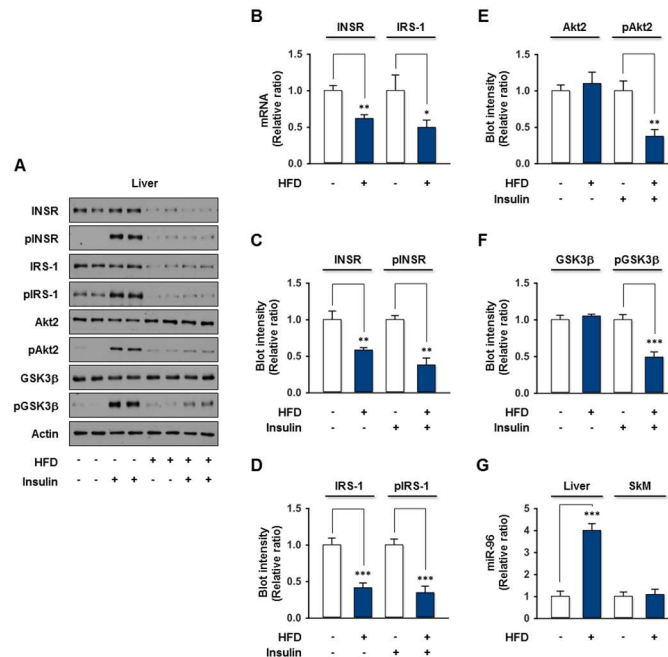 A
Liver
INSR
pINSR
IRS-1
pIRS-1
Akt2
pAkt2
GSK3β
pGSK3β
Actin
HFD - - - - + + + +
Insulin - - + + - - + +
B
INSR IRS-1
mRNA
(Relative ratio)
1.5
1.0
0.5
0.0
** *
HFD - + - +
C
INSR pINSR
Blot intensity
(Relative ratio)
1.5
1.0
0.5
0.0
** **
HFD - + - +
Insulin + +
D
IRS-1 pIRS-1
Blot intensity
(Relative ratio)
1.5
1.0
0.5
0.0
*** ***
HFD - + - +
Insulin + +
E
Akt2 pAkt2
Blot intensity
(Relative ratio)
1.5
1.0
0.5
0.0
**
HFD - + - +
Insulin + +
F
GSK3β pGSK3β
Blot intensity
(Relative ratio)
1.5
1.0
0.5
0.0
***
HFD - + - +
Insulin + +
G
Liver SkM
miR-96
(Relative ratio)
5
4
2
1
0
***
HFD - + - +